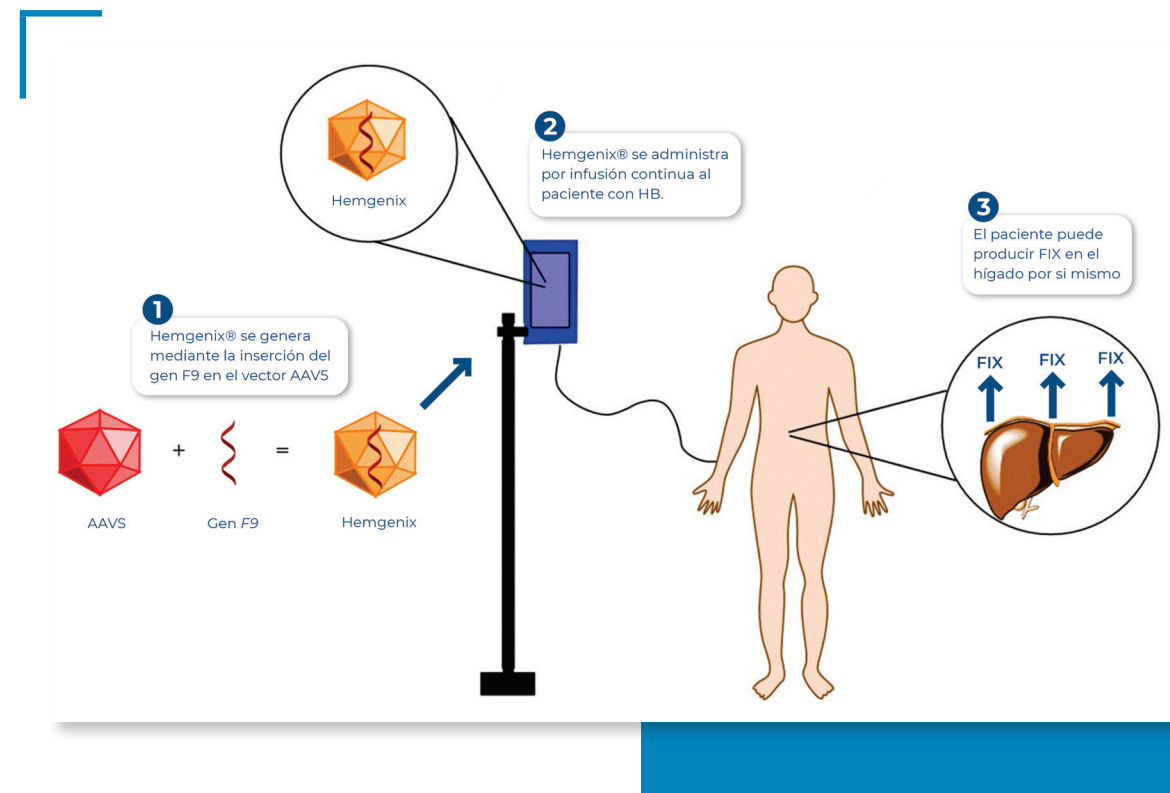 1
Hemgenix® se genera
mediante la inserción del
gen F9 en el vector AAV5
AAVS
+
Gen F9
=
Hemgenix
Hemgenix
2
Hemgenix® se administra
por infusión continua al
paciente con HB.
3
El paciente puede
producir FIX en el
hígado por si mismo
FIX FIX FIX